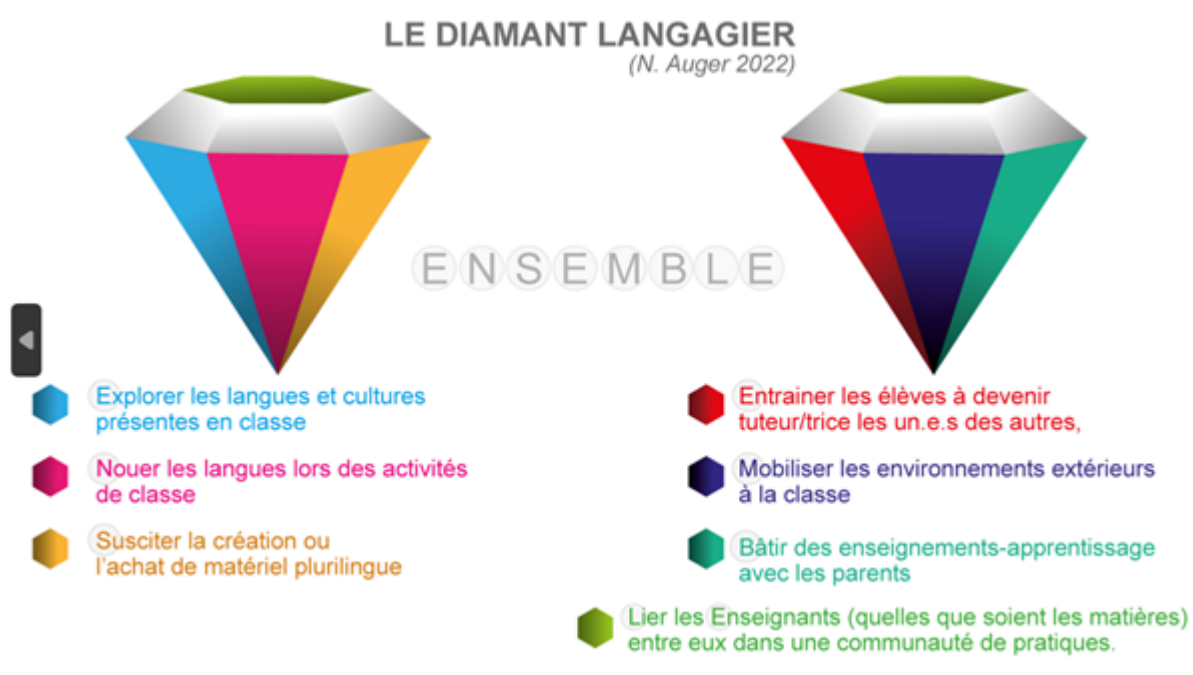 LE DIAMANT LANGAGIER
(N. Auger 2022)
ENSEMBLE
Explorer les langues et cultures
présentes en classe
Nouer les langues lors des activités
de classe
Susciter la création ou
l'achat de matériel plurilingue
Entrainer les élèves à devenir
tuteur/trice les un.e.s des autres,
Mobiliser les environnements extérieurs
à la classe
Bâtir des enseignements-apprentissage
avec les parents
Lier les Enseignants (quelles que soient les matières)
entre eux dans une communauté de pratiques.